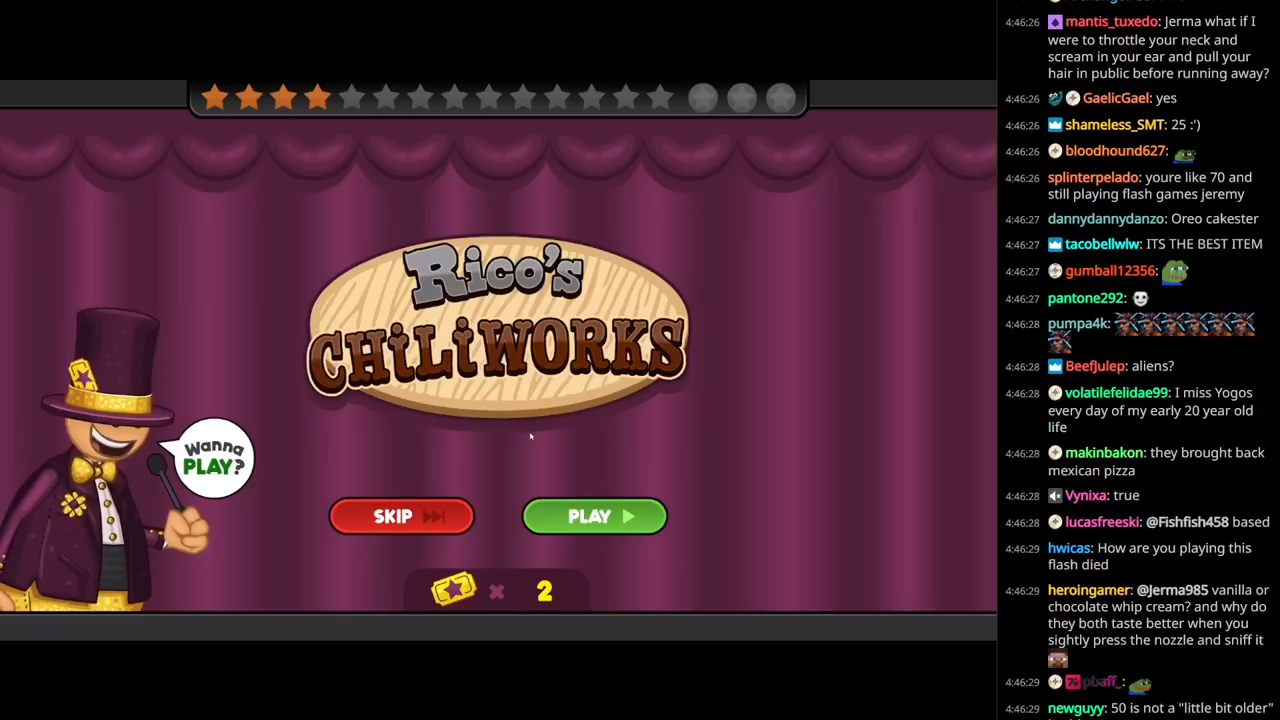 Rico's
CHiLiWORKS
Wanna
PLAY?
SKIP
PLAY
× 2
4:46:26 mantis_tuxedo: Jerma what if I
were to throttle your neck and
scream in your ear and pull your
hair in public before running away?
4:46:26 GaelicGael: yes
4:46:26 shameless_SMT: 25 :')
4:46:26 bloodhound627:
4:46:26 splinterpelado: youre like 70 and
still playing flash games jeremy
4:46:27 dannydannydanzo: Oreo cakester
4:46:27 tacobellwlw: ITS THE BEST ITEM
4:46:27 gumball12356:
4:46:27 pantone292:
4:46:28 pumpa4k:
4:46:28 BeefJulep: aliens?
4:46:28 volatilefelidae99: I miss Yogos
every day of my early 20 year old
life
4:46:28 makinbakon: they brought back
mexican pizza
4:46:28 Vynixa: true
4:46:28 lucasfreeski: @Fishfish458 based
4:46:29 hwicas: How are you playing this
flash died
4:46:29 heroingamer: @Jerma985 vanilla or
chocolate whip cream? and why do
they both taste better when you
sightly press the nozzle and sniff it
4:46:29 pbaff_:
4:46:29 newguyy: 50 is not a "little bit older"